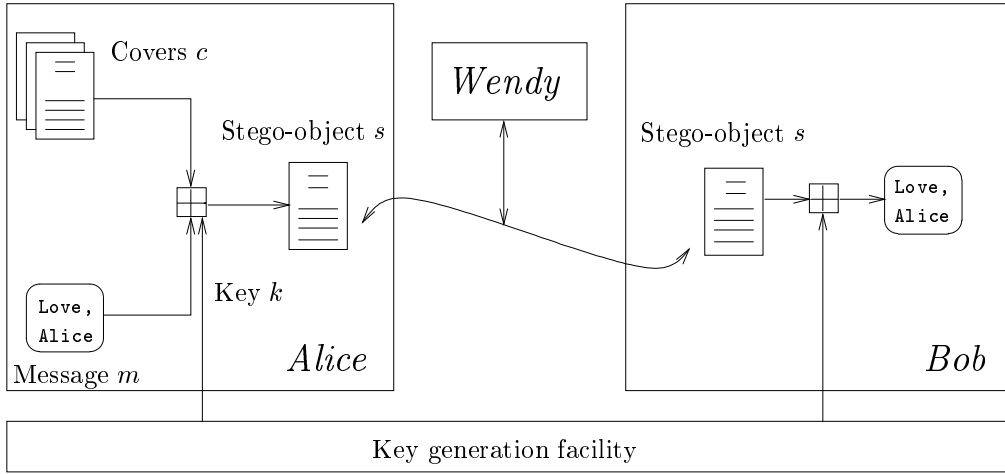 Covers c
Wendy
Stego-object s
Stego-object s
Love,
Alice
Key k
Love,
Alice
Message m
Alice
Bob
Key generation facility